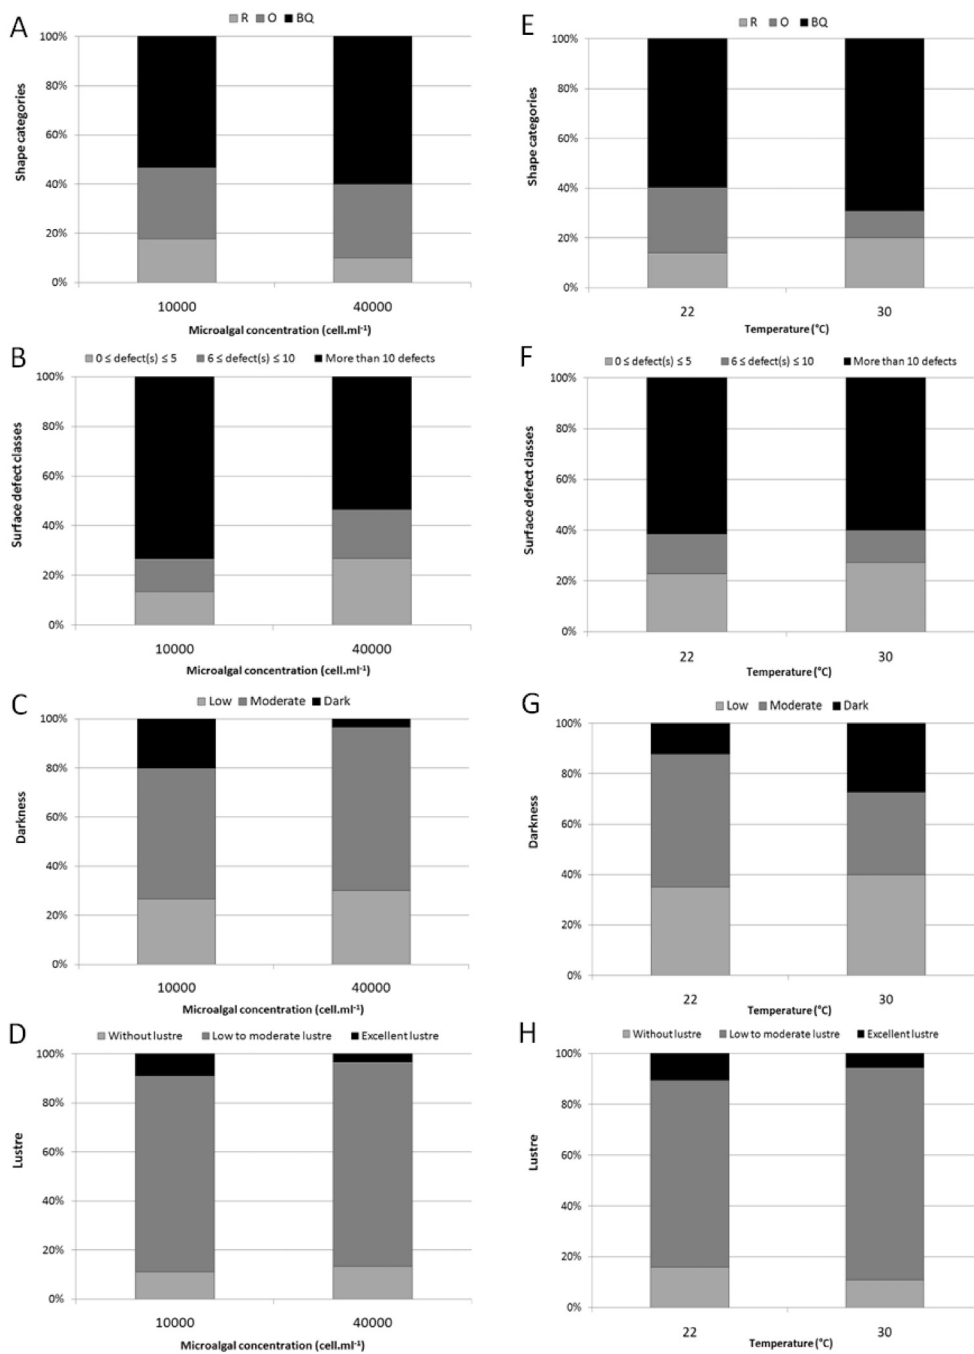 A
R O BQ
100%
80%
60%
40%
20%
0%
Shape categories
10000 40000
Microalgal concentration (cell.ml⁻¹)
B
0 ≤ defect(s) ≤ 5 6 ≤ defect(s) ≤ 10 More than 10 defects
100%
80%
60%
40%
20%
0%
Surface defect classes
10000 40000
Microalgal concentration (cell.ml⁻¹)
C
Low Moderate Dark
100%
80%
60%
40%
20%
0%
Darkness
10000 40000
Microalgal concentration (cell.ml⁻¹)
D
Without lustre Low to moderate lustre Excellent lustre
100%
80%
60%
40%
20%
0%
Lustre
10000 40000
Microalgal concentration (cell.ml⁻¹)
E
R O BQ
100%
80%
60%
40%
20%
0%
Shape categories
22 30
Temperature (°C)
F
0 ≤ defect(s) ≤ 5 6 ≤ defect(s) ≤ 10 More than 10 defects
100%
80%
60%
40%
20%
0%
Surface defect classes
22 30
Temperature (°C)
G
Low Moderate Dark
100%
80%
60%
40%
20%
0%
Darkness
22 30
Temperature (°C)
H
Without lustre Low to moderate lustre Excellent lustre
100%
80%
60%
40%
20%
0%
Lustre
22 30
Temperature (°C)